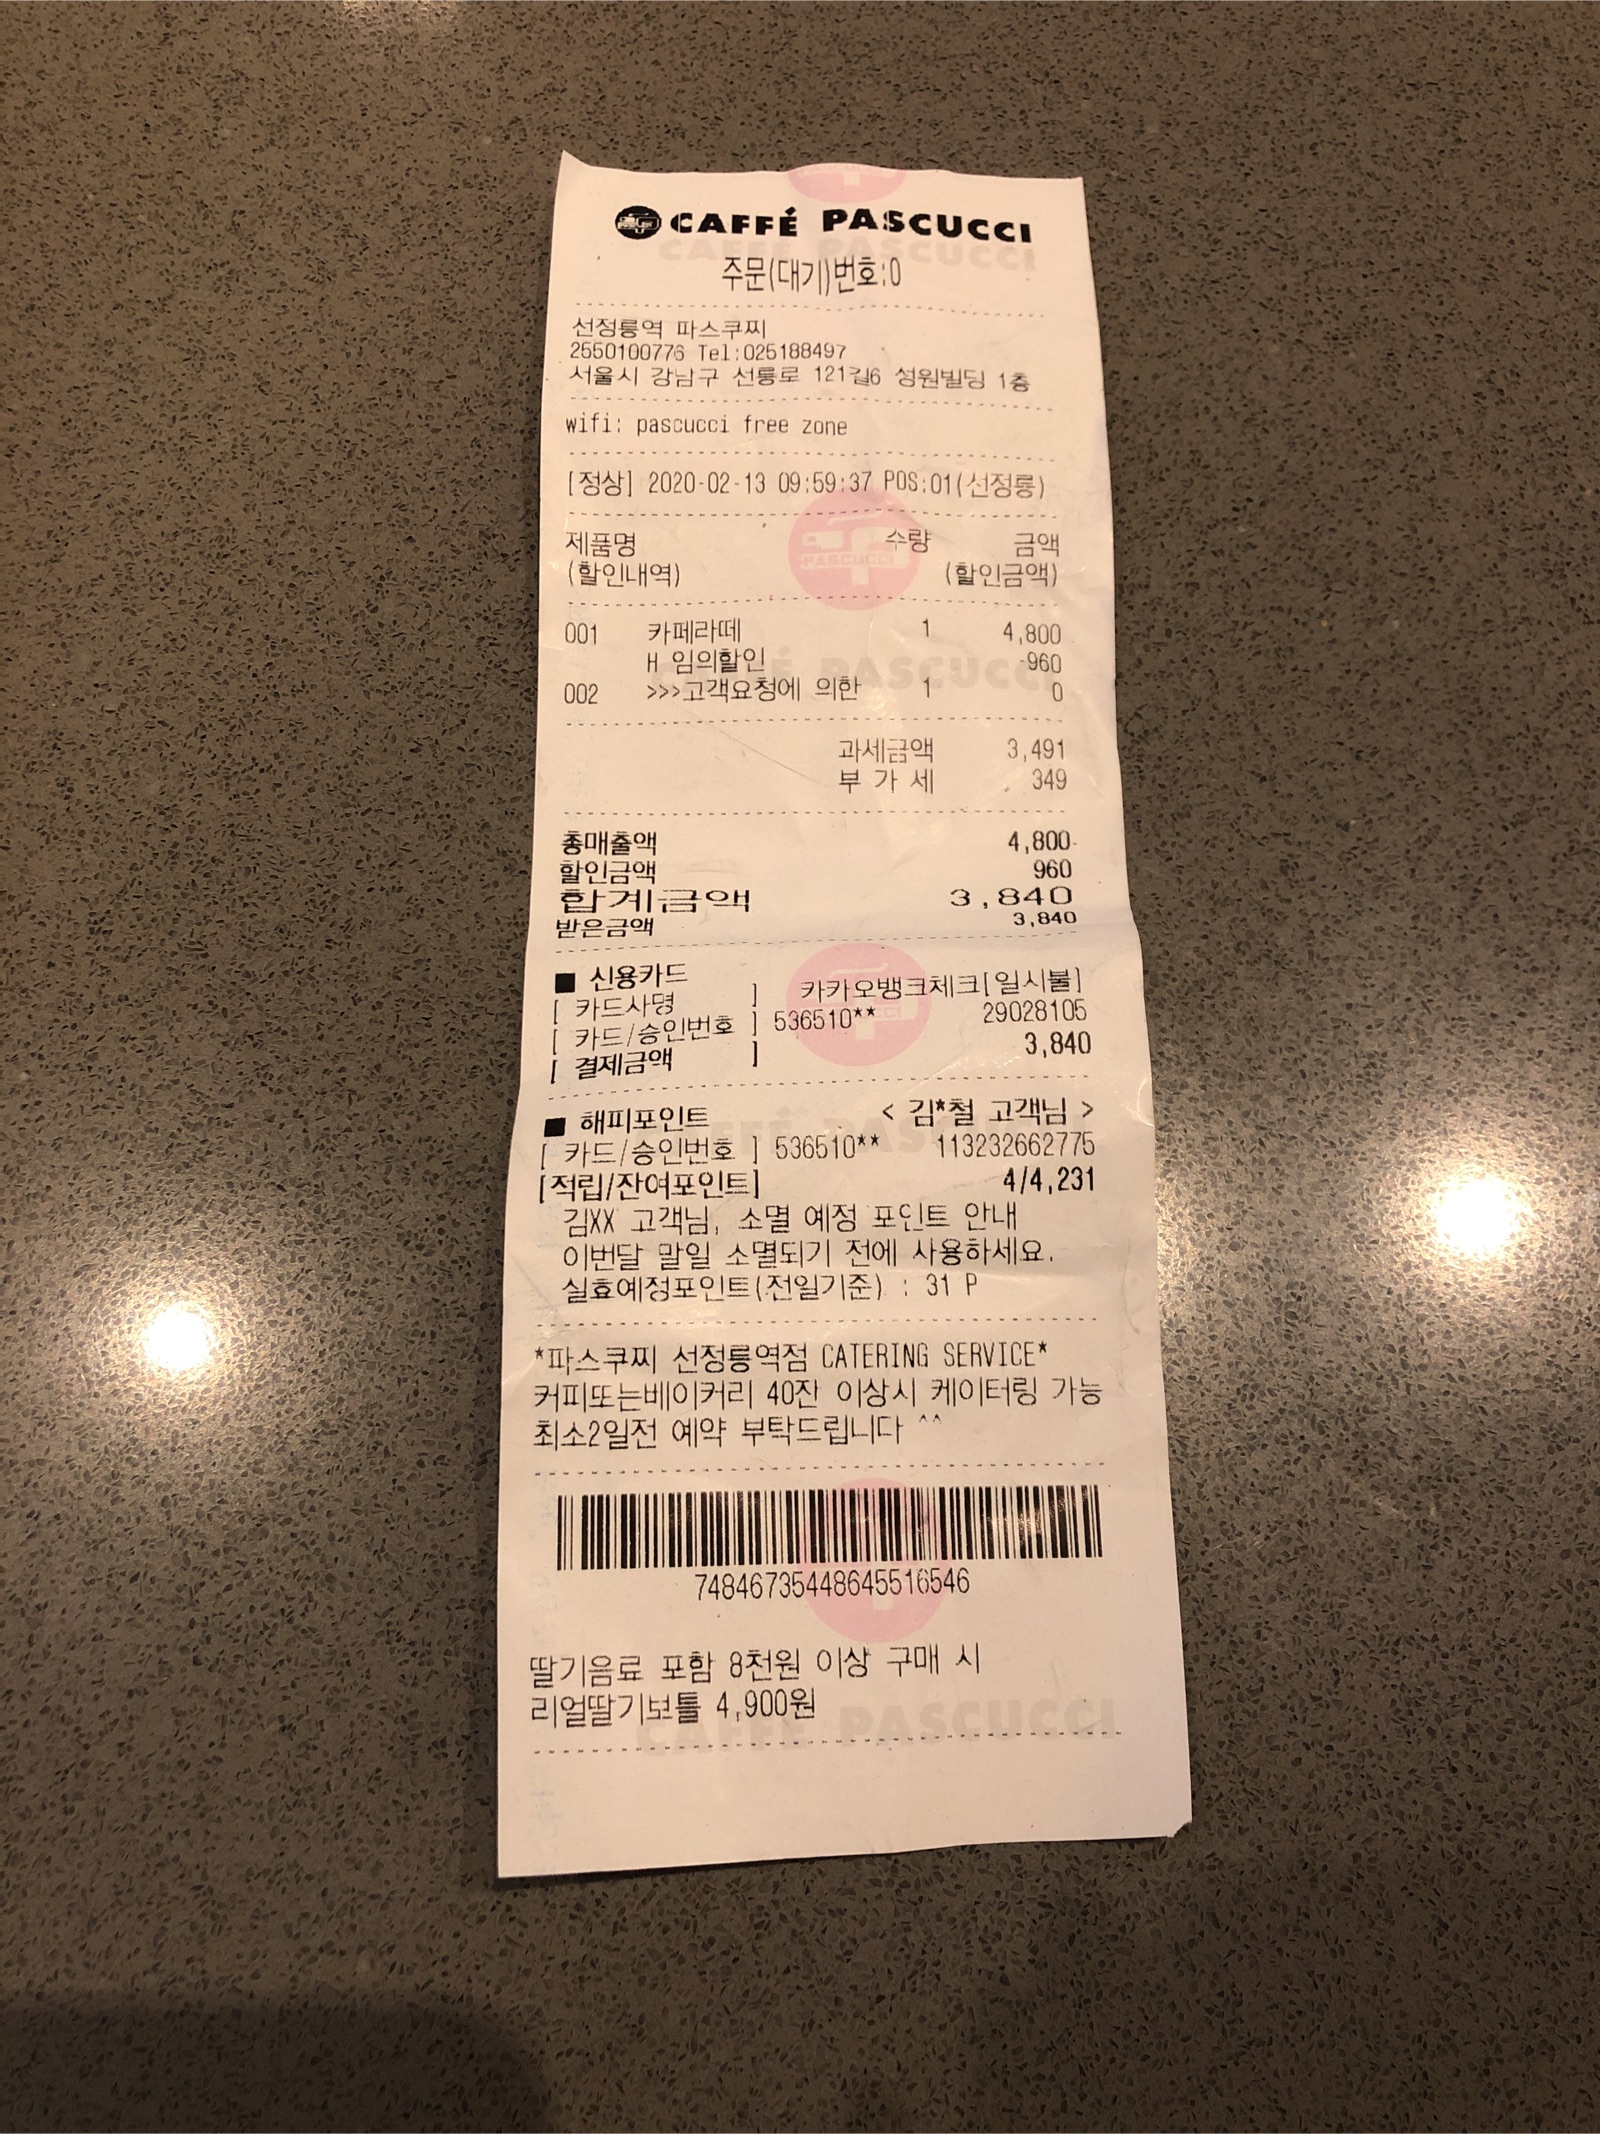 CAFFÉ PASCUCCI
주문(대기)번호:0
선정릉역 파스쿠찌
2550100776 Tel:025188497
서울시 강남구 선릉로 121길6 성원빌딩 1층
wifi: pascucci free zone
[정상] 2020-02-13 09:59:37 POS:01(선정릉)
제품명 수량 금액
(할인내역) (할인금액)
001 카페라떼 1 4,800
H 임의할인 -960
002 >>>고객요청에 의한 1 0
과세금액 3,491
부 가 세 349
총매출액 4,800
할인금액 960
합계금액 3,840
받은금액 3,840
■ 신용카드
[ 카드사명 ] 카카오뱅크체크[일시불]
[ 카드/승인번호 ] 536510** 29028105
[ 결제금액 ] 3,840
■ 해피포인트 < 김*철 고객님 >
[ 카드/승인번호 ] 536510** 113232662775
[적립/잔여포인트] 4/4,231
김XX 고객님, 소멸 예정 포인트 안내
이번달 말일 소멸되기 전에 사용하세요.
실효예정포인트(전일기준) : 31 P
*파스쿠찌 선정릉역점 CATERING SERVICE*
커피또는베이커리 40잔 이상시 케이터링 가능
최소2일전 예약 부탁드립니다 ^^
74846735448645516546
딸기음료 포함 8천원 이상 구매 시
리얼딸기보틀 4,900원